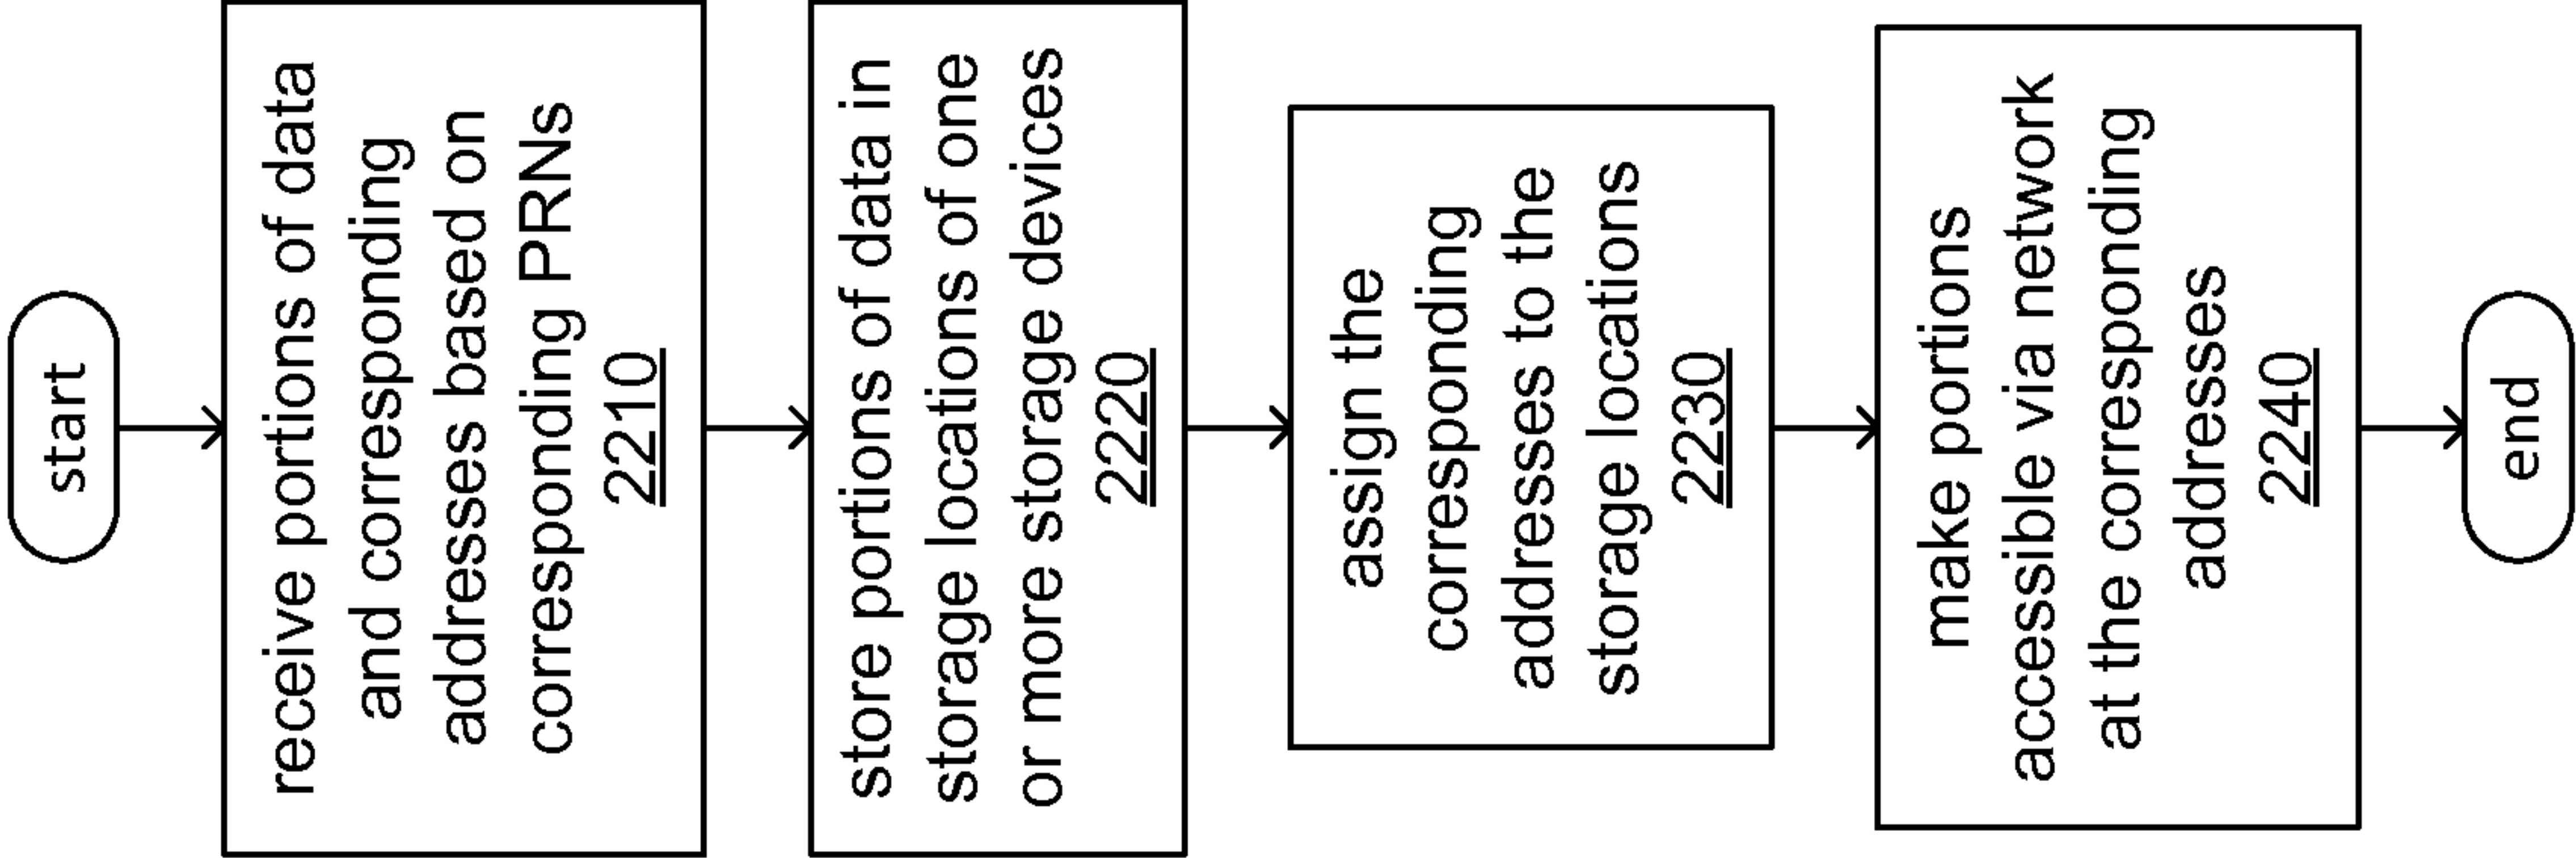 start
receive portions of data
and corresponding
addresses based on
corresponding PRNs
2210
store portions of data in
storage locations of one
or more storage devices
2220
assign the
corresponding
addresses to the
storage locations
2230
make portions
accessible via network
at the corresponding
addresses
2240
end